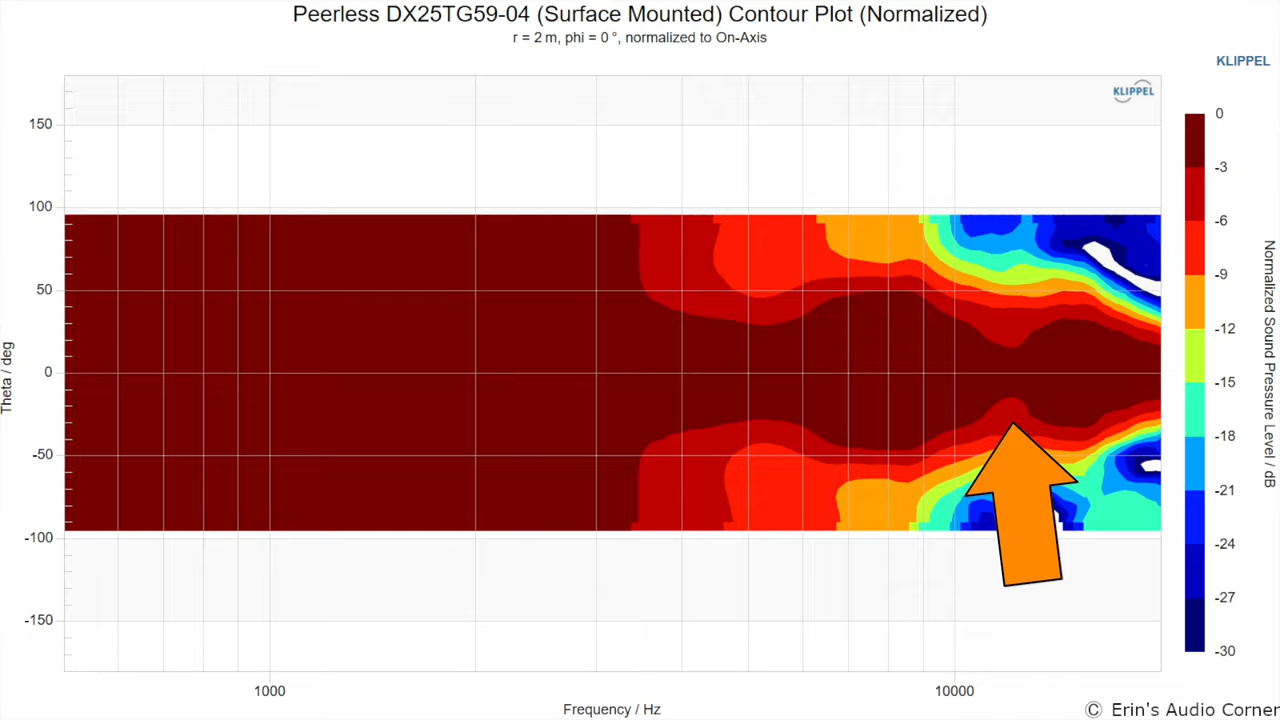 Peerless DX25TG59-04 (Surface Mounted) Contour Plot (Normalized)
r = 2 m, phi = 0 °, normalized to On-Axis
KLIPPEL
KLIPPEL
150
100
50
0
-50
-100
-150
Theta / deg
1000
10000
Frequency / Hz
0
-3
-6
-9
-12
-15
-18
-21
-24
-27
-30
Normalized Sound Pressure Level / dB
© Erin's Audio Corner